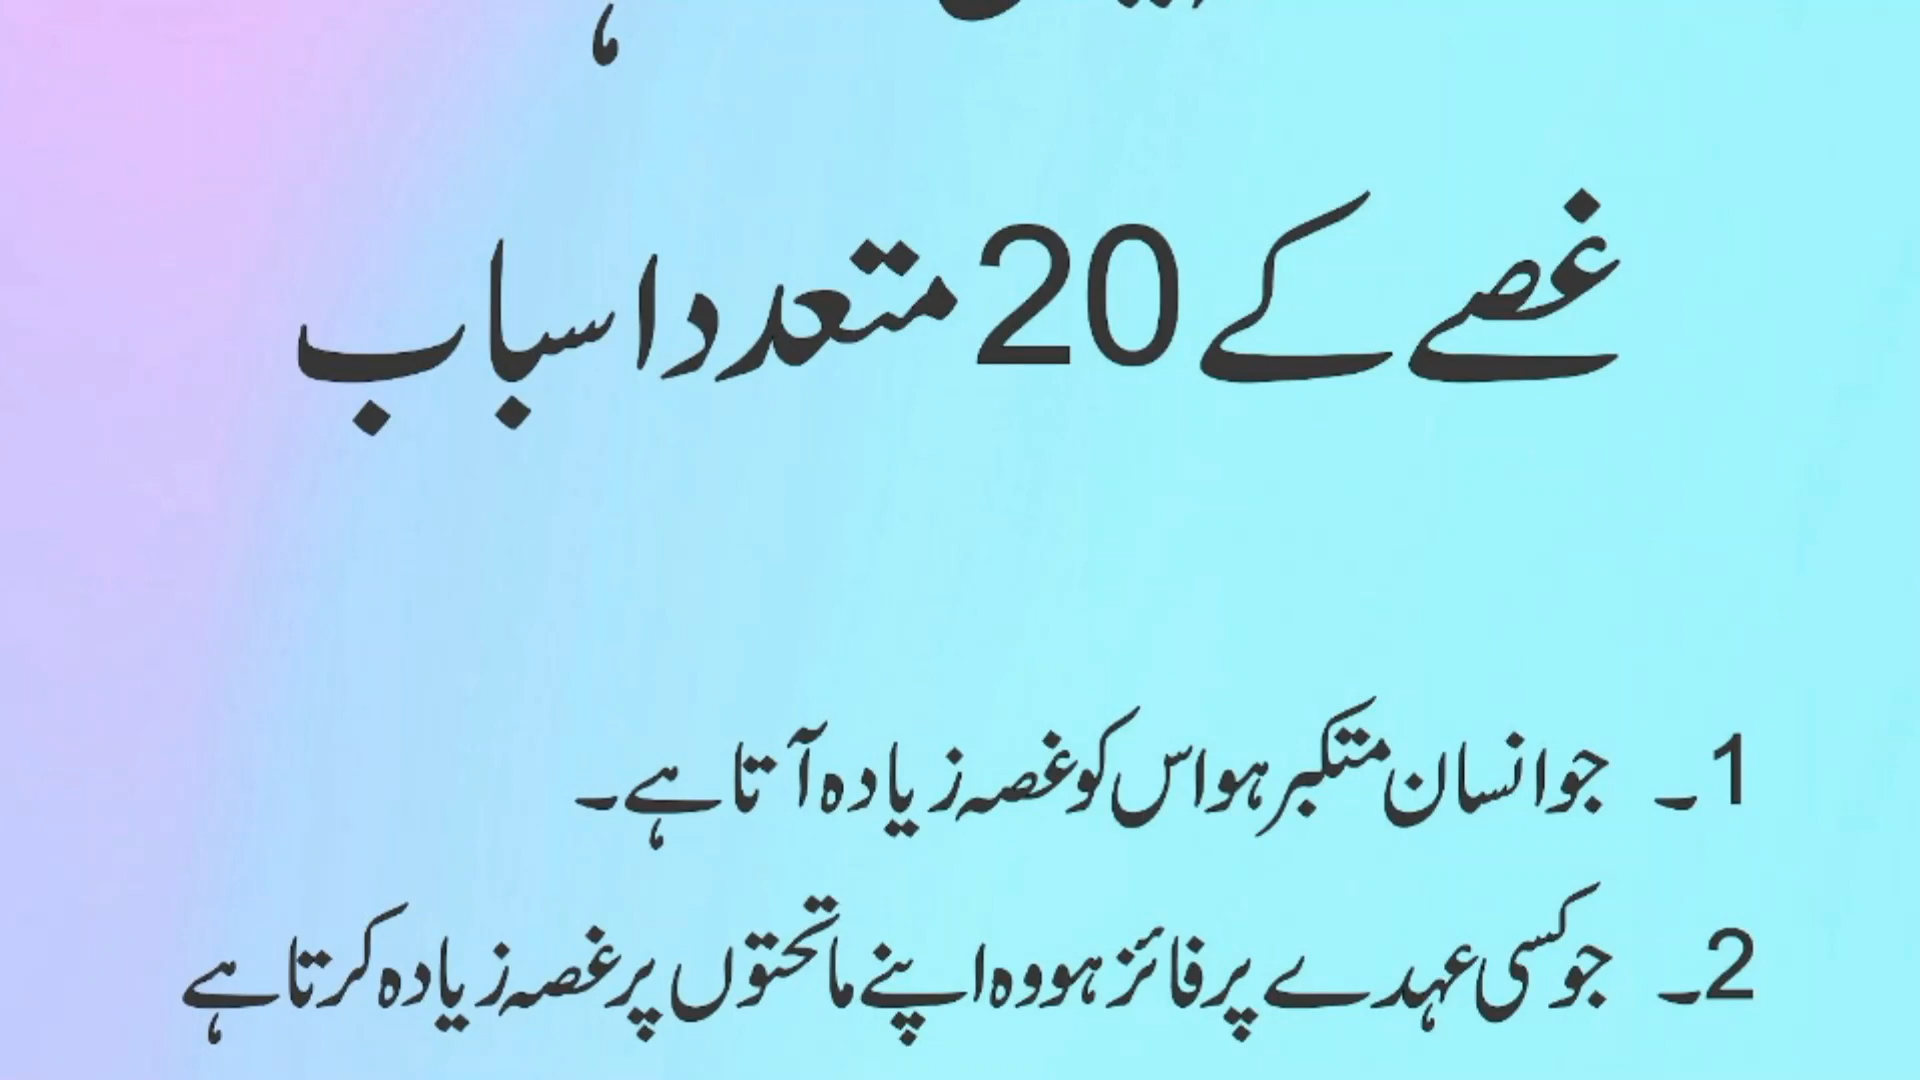 غصے کے 20 متعدد اسباب
1۔ جو انسان متکبر ہو اس کو غصہ زیادہ آتا ہے۔
2۔ جو کسی عہدے پر فائز ہو وہ اپنے ماتحتوں پر غصہ زیادہ کرتا ہے